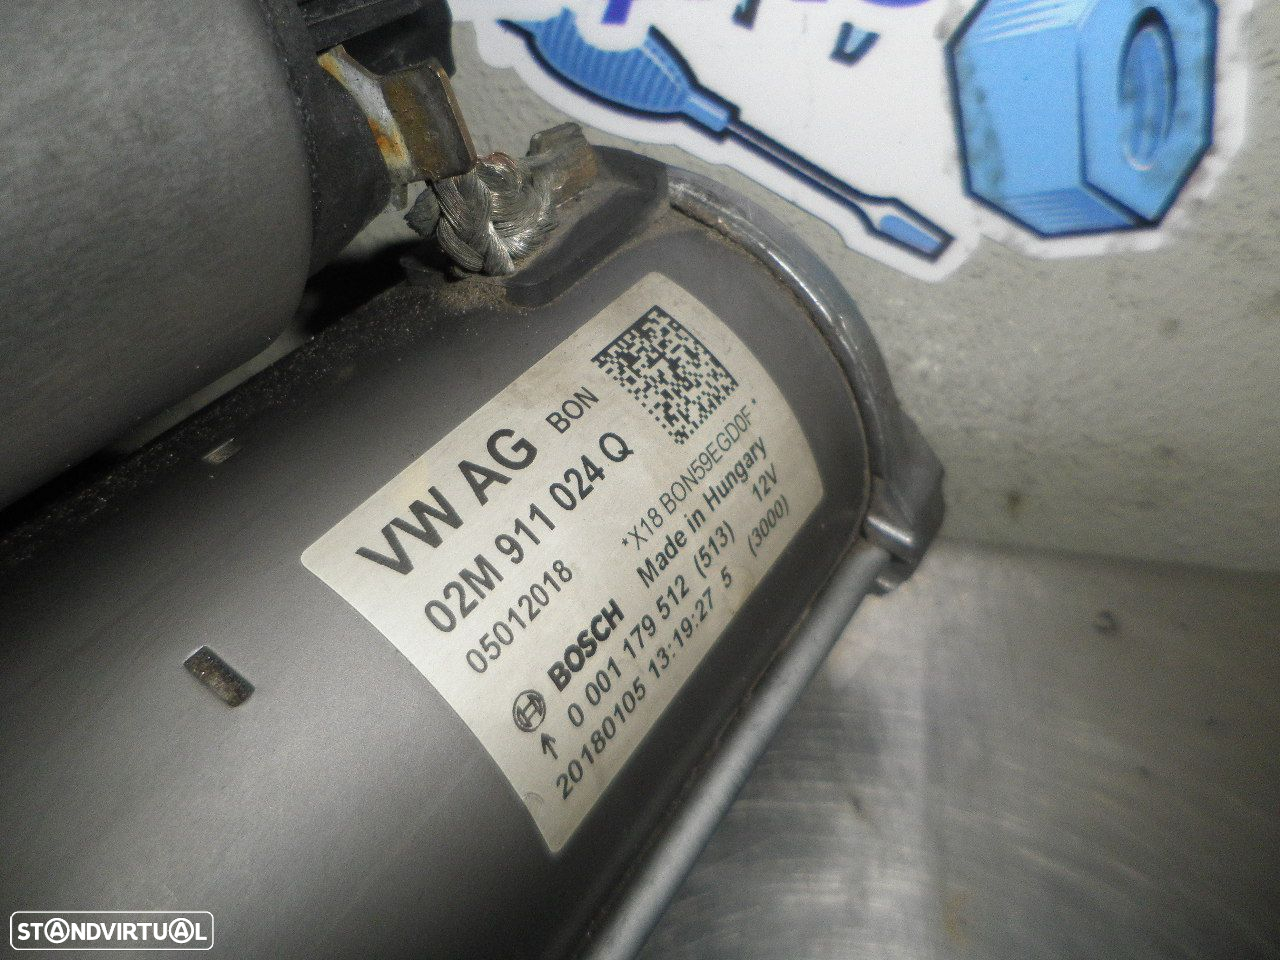 VW AG BON
02M 911 024 Q
05012018
*X18 BON59EGD0F*
Made in Hungary
BOSCH
12V
0 001 179 512 (513)
(3000)
20180105 13:19:27 5
STANDVIRTUAL